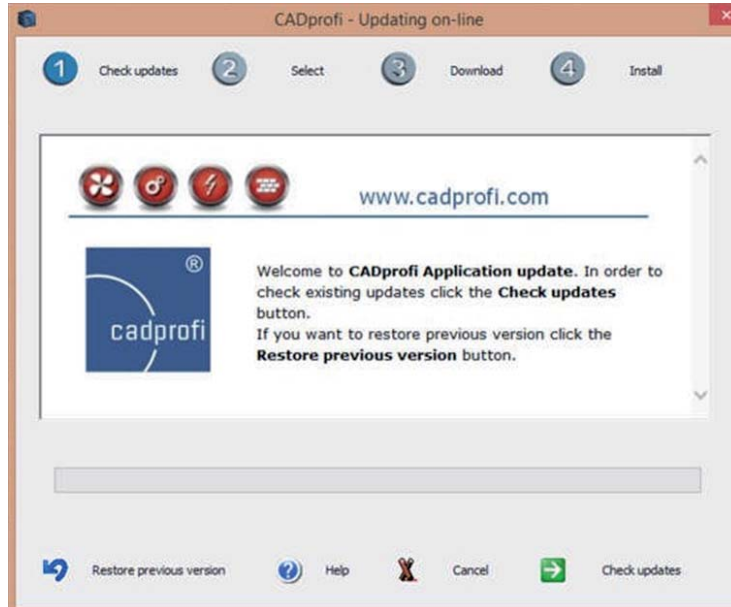 CADprofi - Updating on-line
1 Check updates 2 Select 3 Download 4 Install
www.cadprofi.com
®
cadprofi
Welcome to CADprofi Application update. In order to
check existing updates click the Check updates
button.
If you want to restore previous version click the
Restore previous version button.
Restore previous version ? Help Cancel Check updates